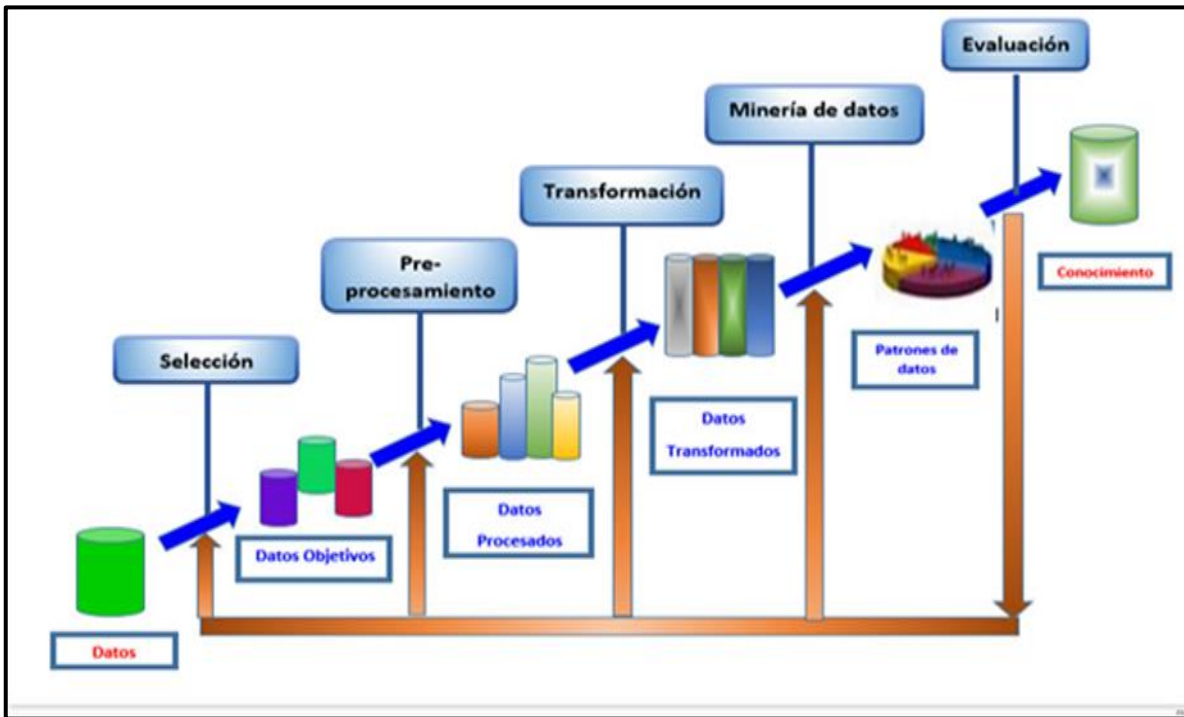 Evaluación
Minería de datos
Transformación
Pre-
procesamiento
Selección
Conocimiento
Patrones de
datos
Datos
Transformados
Datos
Procesados
Datos Objetivos
Datos